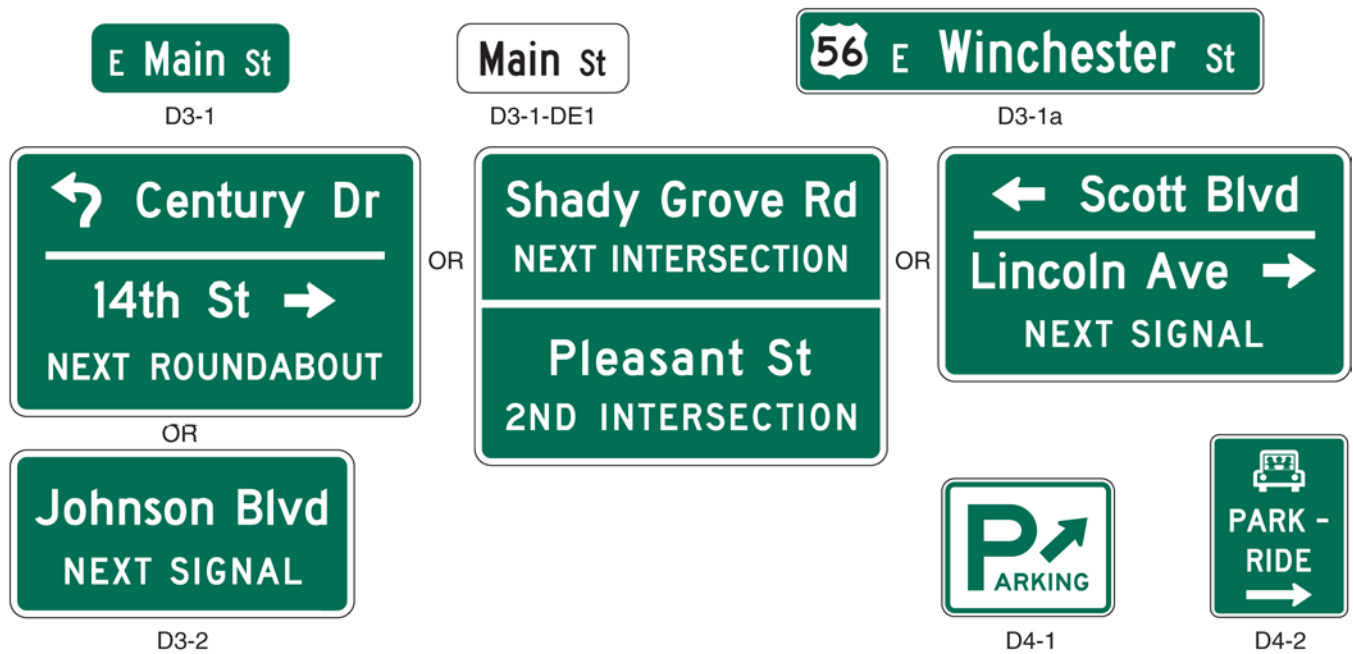 E Main St
D3-1
Main St
D3-1-DE1
56 E Winchester St
D3-1a
Century Dr
14th St
NEXT ROUNDABOUT
OR
Shady Grove Rd
NEXT INTERSECTION
Pleasant St
2ND INTERSECTION
OR
Scott Blvd
Lincoln Ave
NEXT SIGNAL
OR
Johnson Blvd
NEXT SIGNAL
D3-2
PARKING
D4-1
PARK -
RIDE
D4-2